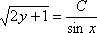 √(2y+1) = C / sin x